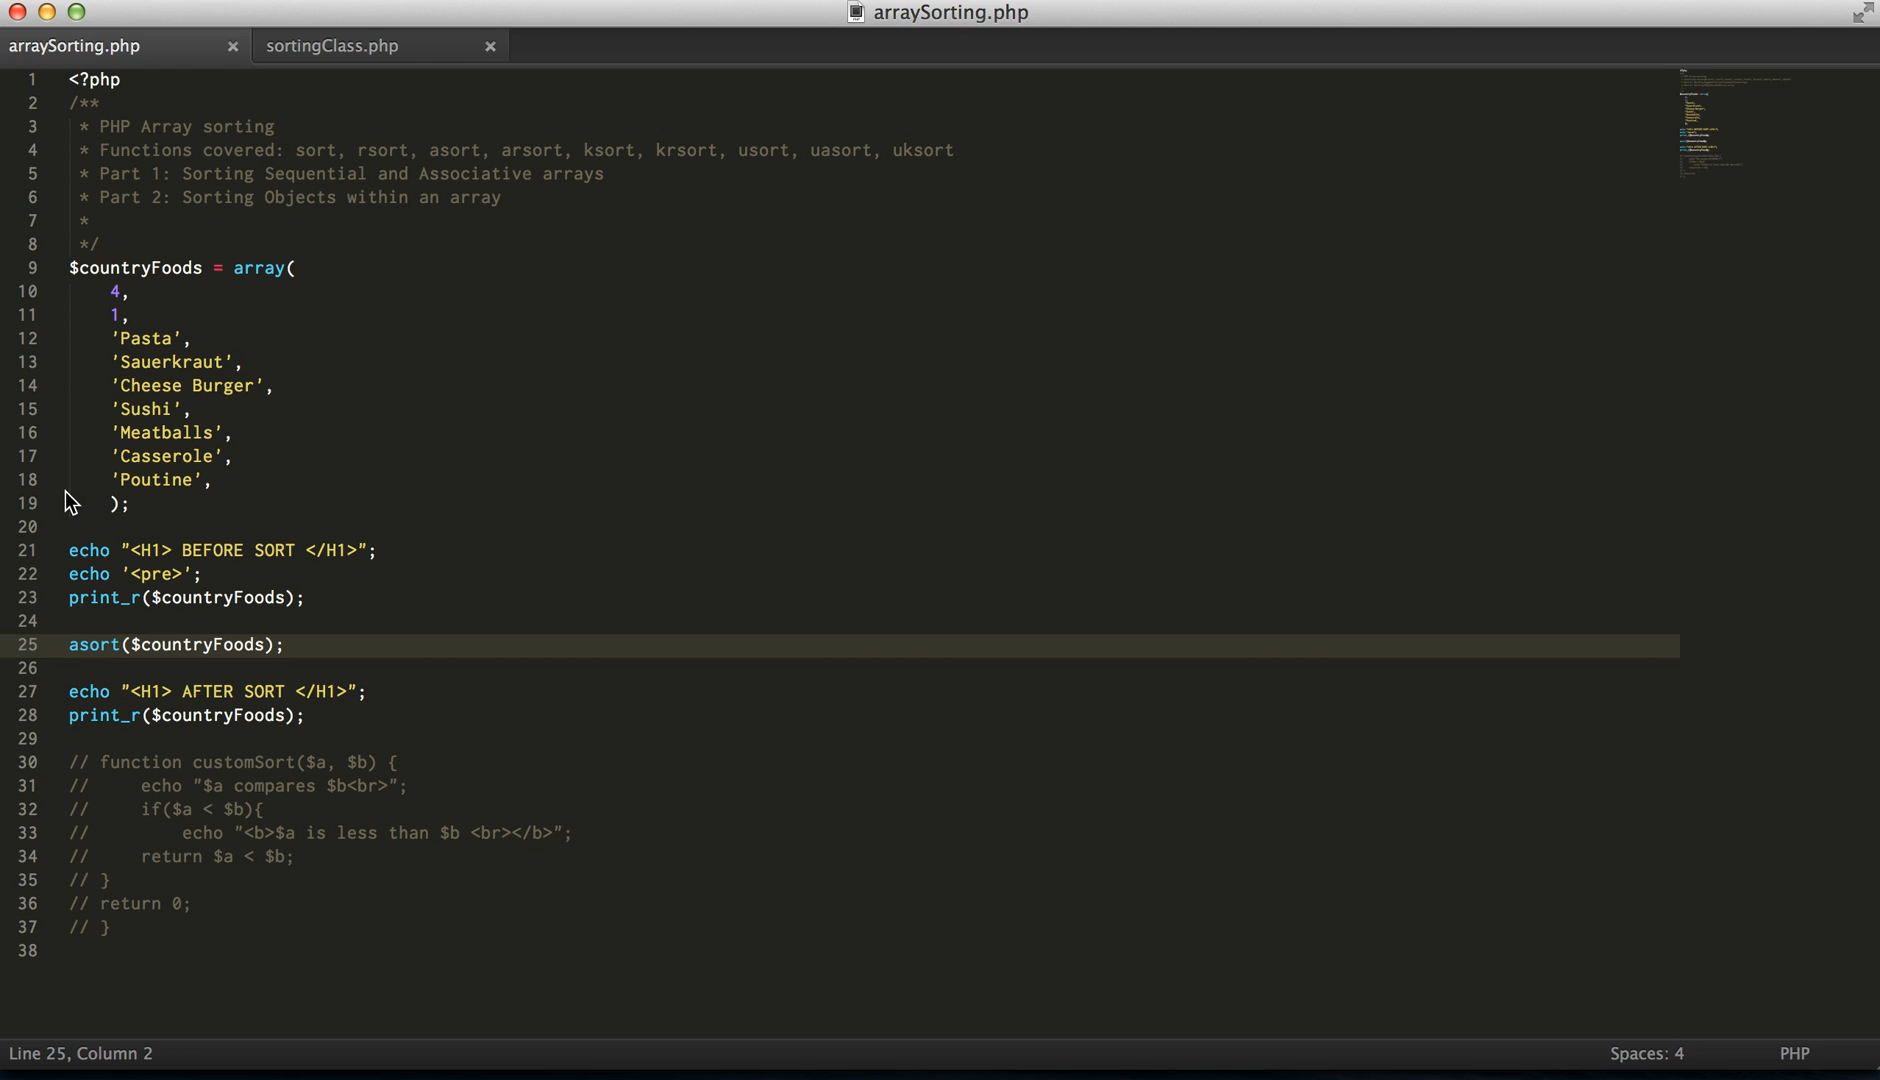 arraySorting.php
arraySorting.php × sortingClass.php ×
1 <?php
2 /**
3 * PHP Array sorting
4 * Functions covered: sort, rsort, asort, arsort, ksort, krsort, usort, uasort, uksort
5 * Part 1: Sorting Sequential and Associative arrays
6 * Part 2: Sorting Objects within an array
7 *
8 */
9 $countryFoods = array(
10 4,
11 1,
12 'Pasta',
13 'Sauerkraut',
14 'Cheese Burger',
15 'Sushi',
16 'Meatballs',
17 'Casserole',
18 'Poutine',
19 );
20
21 echo "<H1> BEFORE SORT </H1>";
22 echo '<pre>';
23 print_r($countryFoods);
24
25 asort($countryFoods);
26
27 echo "<H1> AFTER SORT </H1>";
28 print_r($countryFoods);
29
30 // function customSort($a, $b) {
31 // echo "$a compares $b<br>";
32 // if($a < $b){
33 // echo "<b>$a is less than $b <br></b>";
34 // return $a < $b;
35 // }
36 // return 0;
37 // }
38
Line 25, Column 2 Spaces: 4 PHP